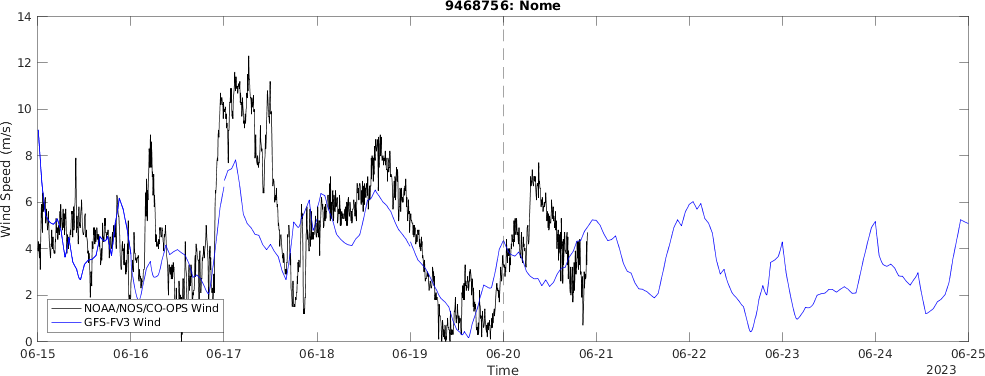 9468756: Nome
14
12
10
8
6
4
2
0
Wind Speed (m/s)
NOAA/NOS/CO-OPS Wind
GFS-FV3 Wind
06-15 06-16 06-17 06-18 06-19 06-20 06-21 06-22 06-23 06-24 06-25
Time
2023